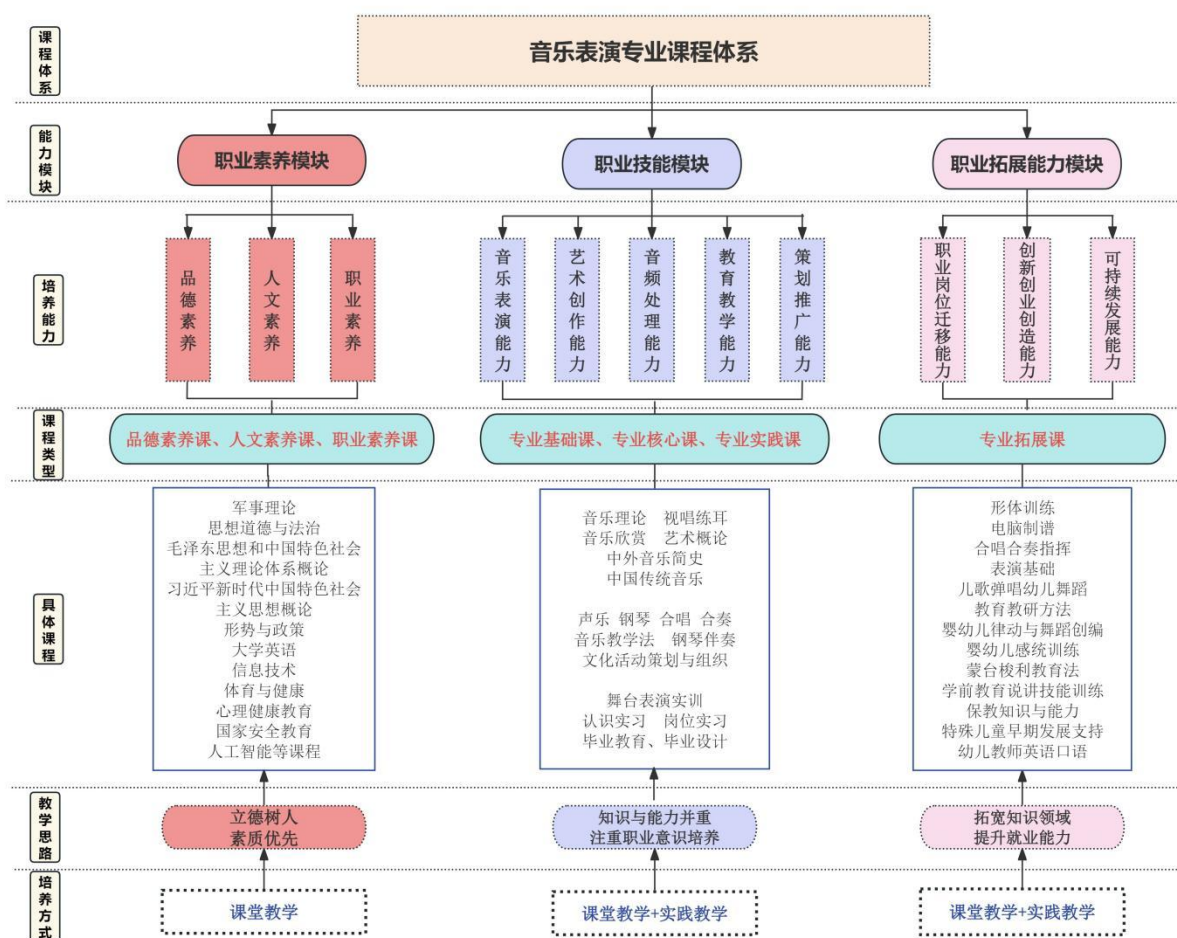 课程体系
音乐表演专业课程体系
能力模块
职业素养模块
职业技能模块
职业拓展能力模块
培养能力
品德素养
人文素养
职业素养
音乐表演能力
艺术创作能力
音频处理能力
教育教学能力
策划推广能力
职业岗位迁移能力
创新创业创造能力
可持续发展能力
课程类型
品德素养课、人文素养课、职业素养课
专业基础课、专业核心课、专业实践课
专业拓展课
具体课程
军事理论
思想道德与法治
毛泽东思想和中国特色社会
主义理论体系概论
习近平新时代中国特色社会
主义思想概论
形势与政策
大学英语
信息技术
体育与健康
心理健康教育
国家安全教育
人工智能等课程
音乐理论 视唱练耳
音乐欣赏 艺术概论
中外音乐简史
中国传统音乐
声乐 钢琴 合唱 合奏
音乐教学法 钢琴伴奏
文化活动策划与组织
舞台表演实训
认识实习 岗位实习
毕业教育、毕业设计
形体训练
电脑制谱
合唱合奏指挥
表演基础
儿歌弹唱幼儿舞蹈
教育教研方法
婴幼儿律动与舞蹈创编
婴幼儿感统训练
蒙台梭利教育法
学前教育说讲技能训练
保教知识与能力
特殊儿童早期发展支持
幼儿教师英语口语
教学思路
立德树人
素质优先
知识与能力并重
注重职业意识培养
拓宽知识领域
提升就业能力
培养方式
课堂教学
课堂教学+实践教学
课堂教学+实践教学